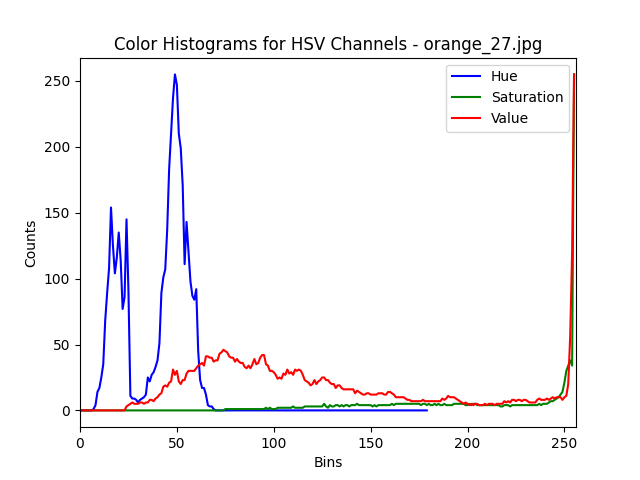 Color Histograms for HSV Channels - orange_27.jpg
Hue
Saturation
Value
Counts
250
200
150
100
50
0
0 50 100 150 200 250
Bins